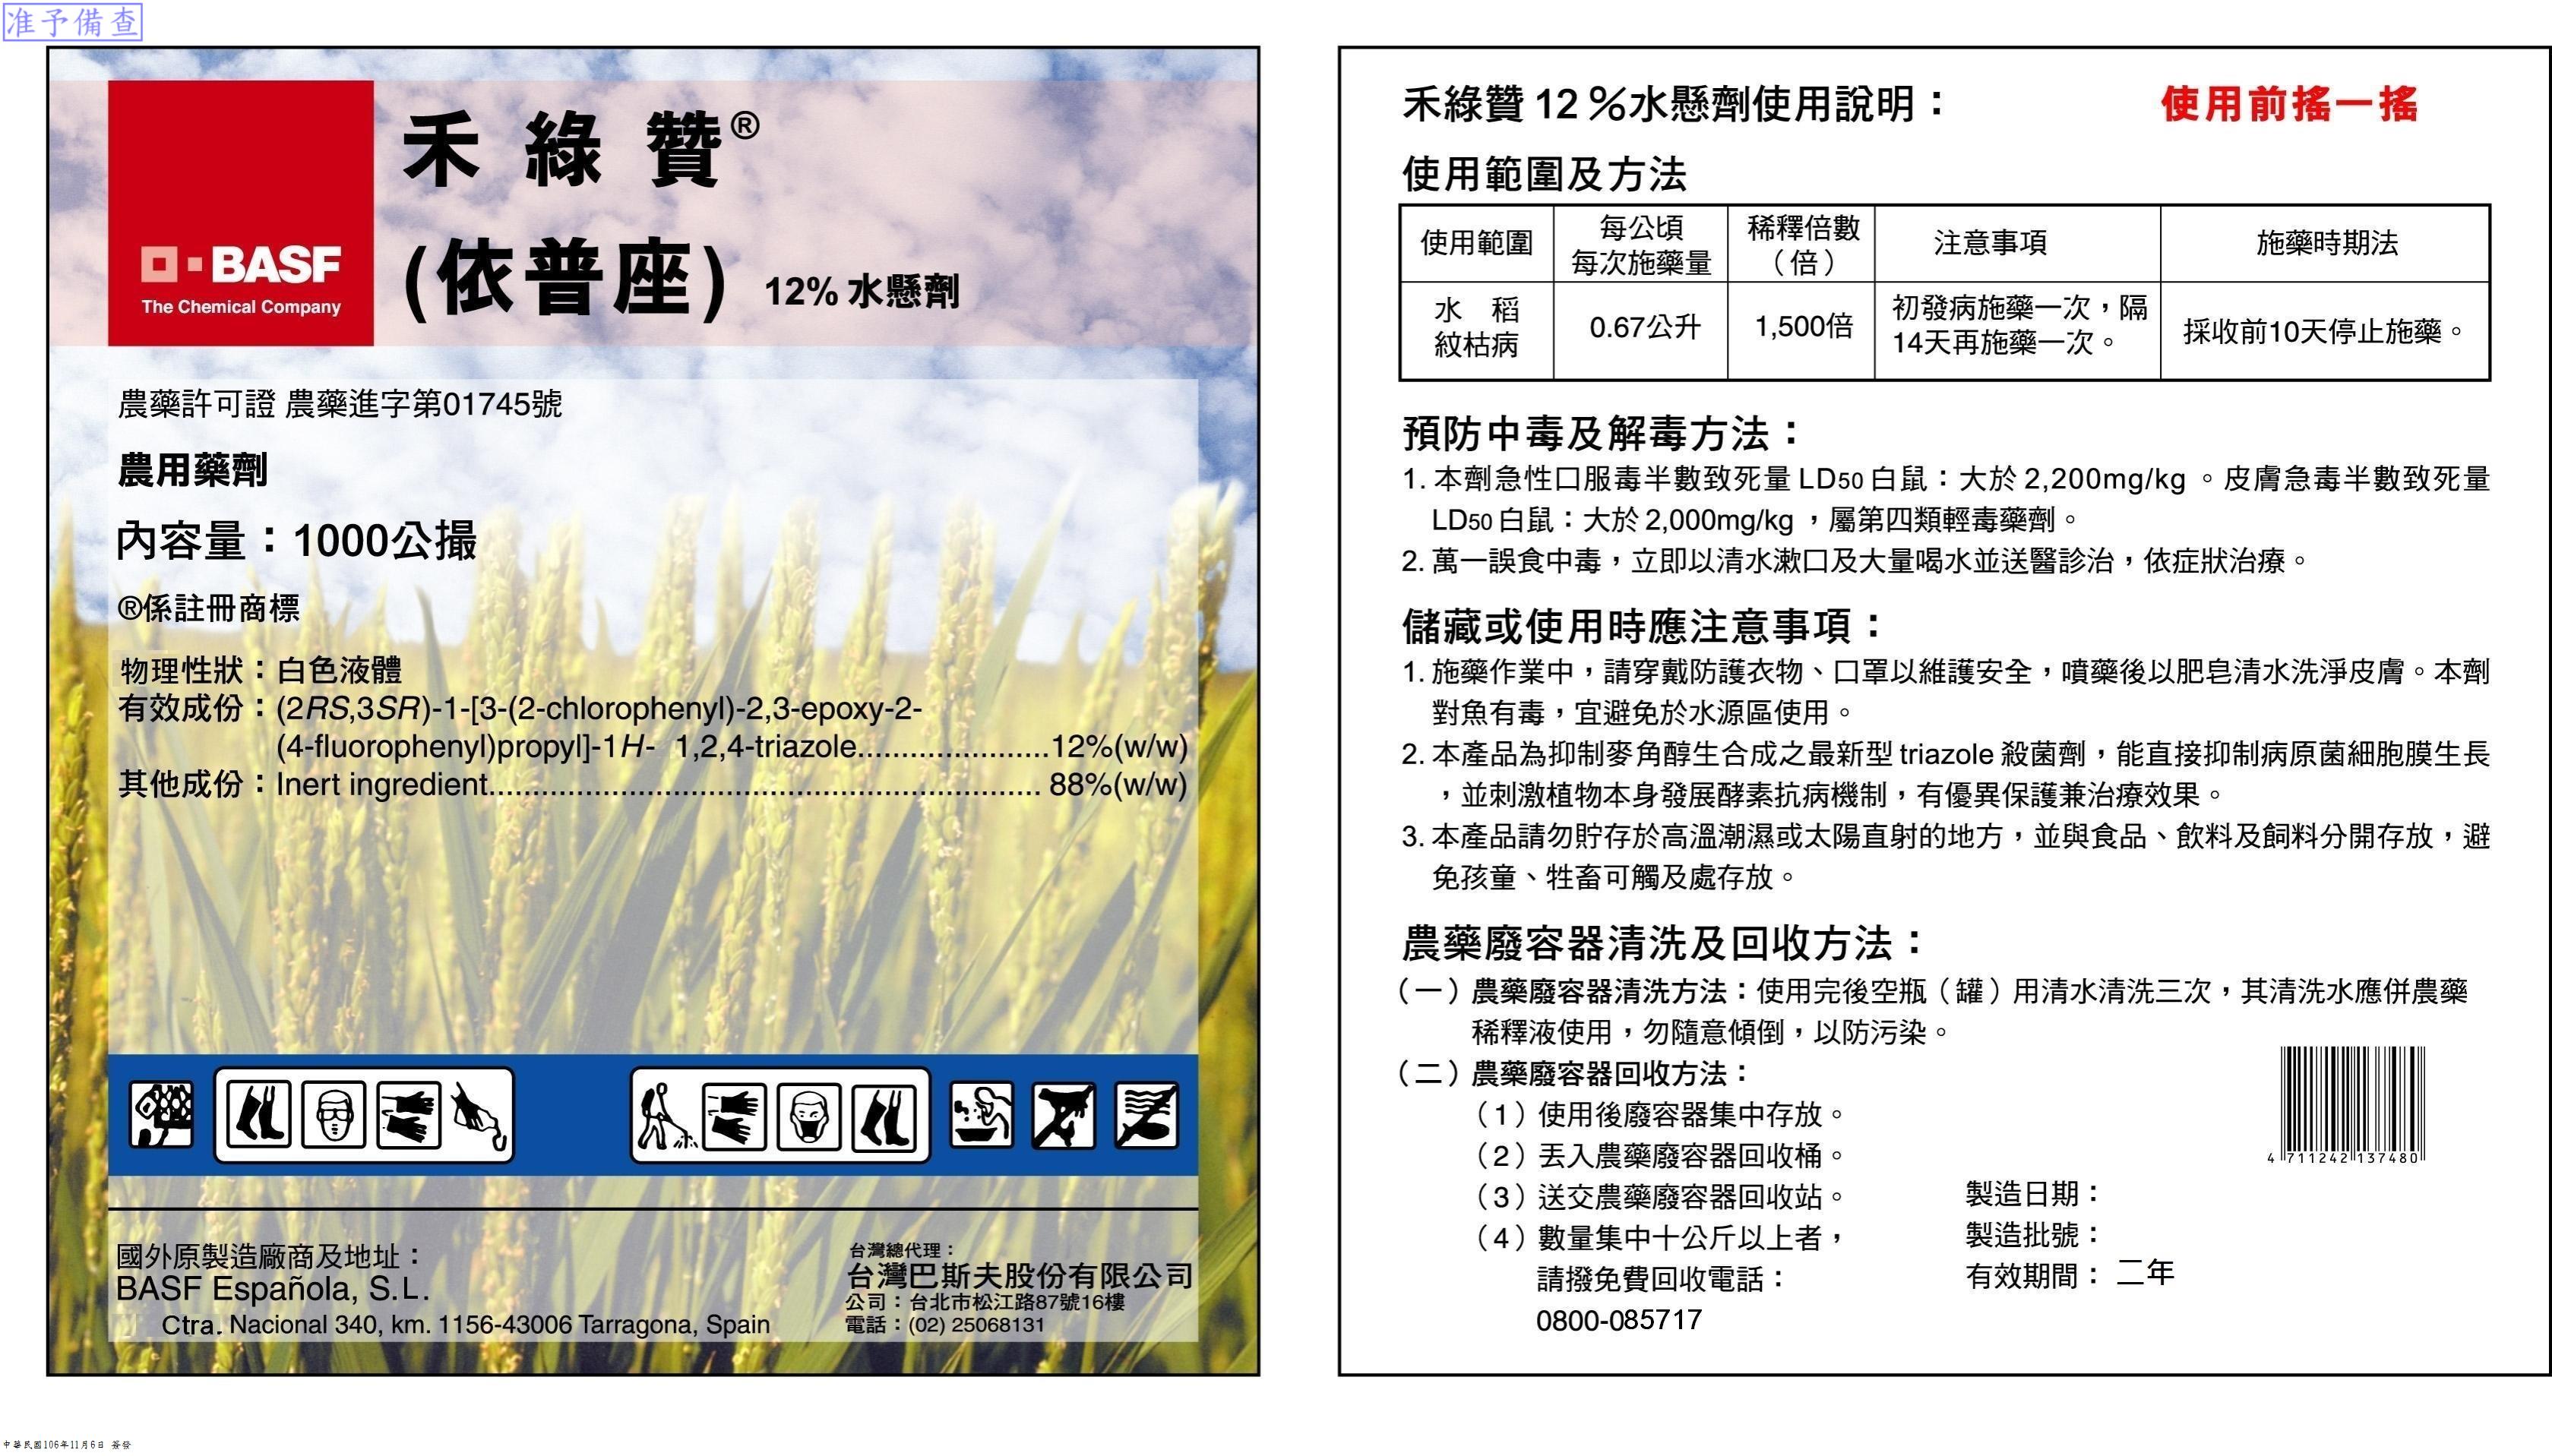 准予備查
禾綠贊®
BASF
The Chemical Company
(依普座) 12% 水懸劑
農藥許可證 農藥進字第01745號
農用藥劑
內容量：1000公撮
®係註冊商標
物理性狀：白色液體
有效成份：(2RS,3SR)-1-[3-(2-chlorophenyl)-2,3-epoxy-2-
(4-fluorophenyl)propyl]-1H- 1,2,4-triazole.....................12%(w/w)
其他成份：Inert ingredient............................................................ 88%(w/w)
國外原製造廠商及地址：
BASF Española, S.L.
Ctra. Nacional 340, km. 1156-43006 Tarragona, Spain
台灣總代理：
台灣巴斯夫股份有限公司
公司：台北市松江路87號16樓
電話：(02) 25068131
禾綠贊 12％水懸劑使用說明：
使用前搖一搖
使用範圍及方法
使用範圍 每公頃每次施藥量 稀釋倍數（倍） 注意事項 施藥時期法
水　稻紋枯病 0.67公升 1,500倍 初發病施藥一次，隔14天再施藥一次。 採收前10天停止施藥。
預防中毒及解毒方法：
1. 本劑急性口服毒半數致死量 LD50 白鼠：大於 2,200mg/kg 。皮膚急毒半數致死量
LD50 白鼠：大於 2,000mg/kg ，屬第四類輕毒藥劑。
2. 萬一誤食中毒，立即以清水漱口及大量喝水並送醫診治，依症狀治療。
儲藏或使用時應注意事項：
1. 施藥作業中，請穿戴防護衣物、口罩以維護安全，噴藥後以肥皂清水洗淨皮膚。本劑
對魚有毒，宜避免於水源區使用。
2. 本產品為抑制麥角醇生合成之最新型 triazole 殺菌劑，能直接抑制病原菌細胞膜生長
，並刺激植物本身發展酵素抗病機制，有優異保護兼治療效果。
3. 本產品請勿貯存於高溫潮濕或太陽直射的地方，並與食品、飲料及飼料分開存放，避
免孩童、牲畜可觸及處存放。
農藥廢容器清洗及回收方法：
（一）農藥廢容器清洗方法：使用完後空瓶（罐）用清水清洗三次，其清洗水應併農藥
稀釋液使用，勿隨意傾倒，以防污染。
（二）農藥廢容器回收方法：
（1）使用後廢容器集中存放。
（2）丟入農藥廢容器回收桶。
（3）送交農藥廢容器回收站。
（4）數量集中十公斤以上者，
請撥免費回收電話：
0800-085717
4 711242 137480
製造日期：
製造批號：
有效期間： 二年
中華民國106年11月6日 簽發